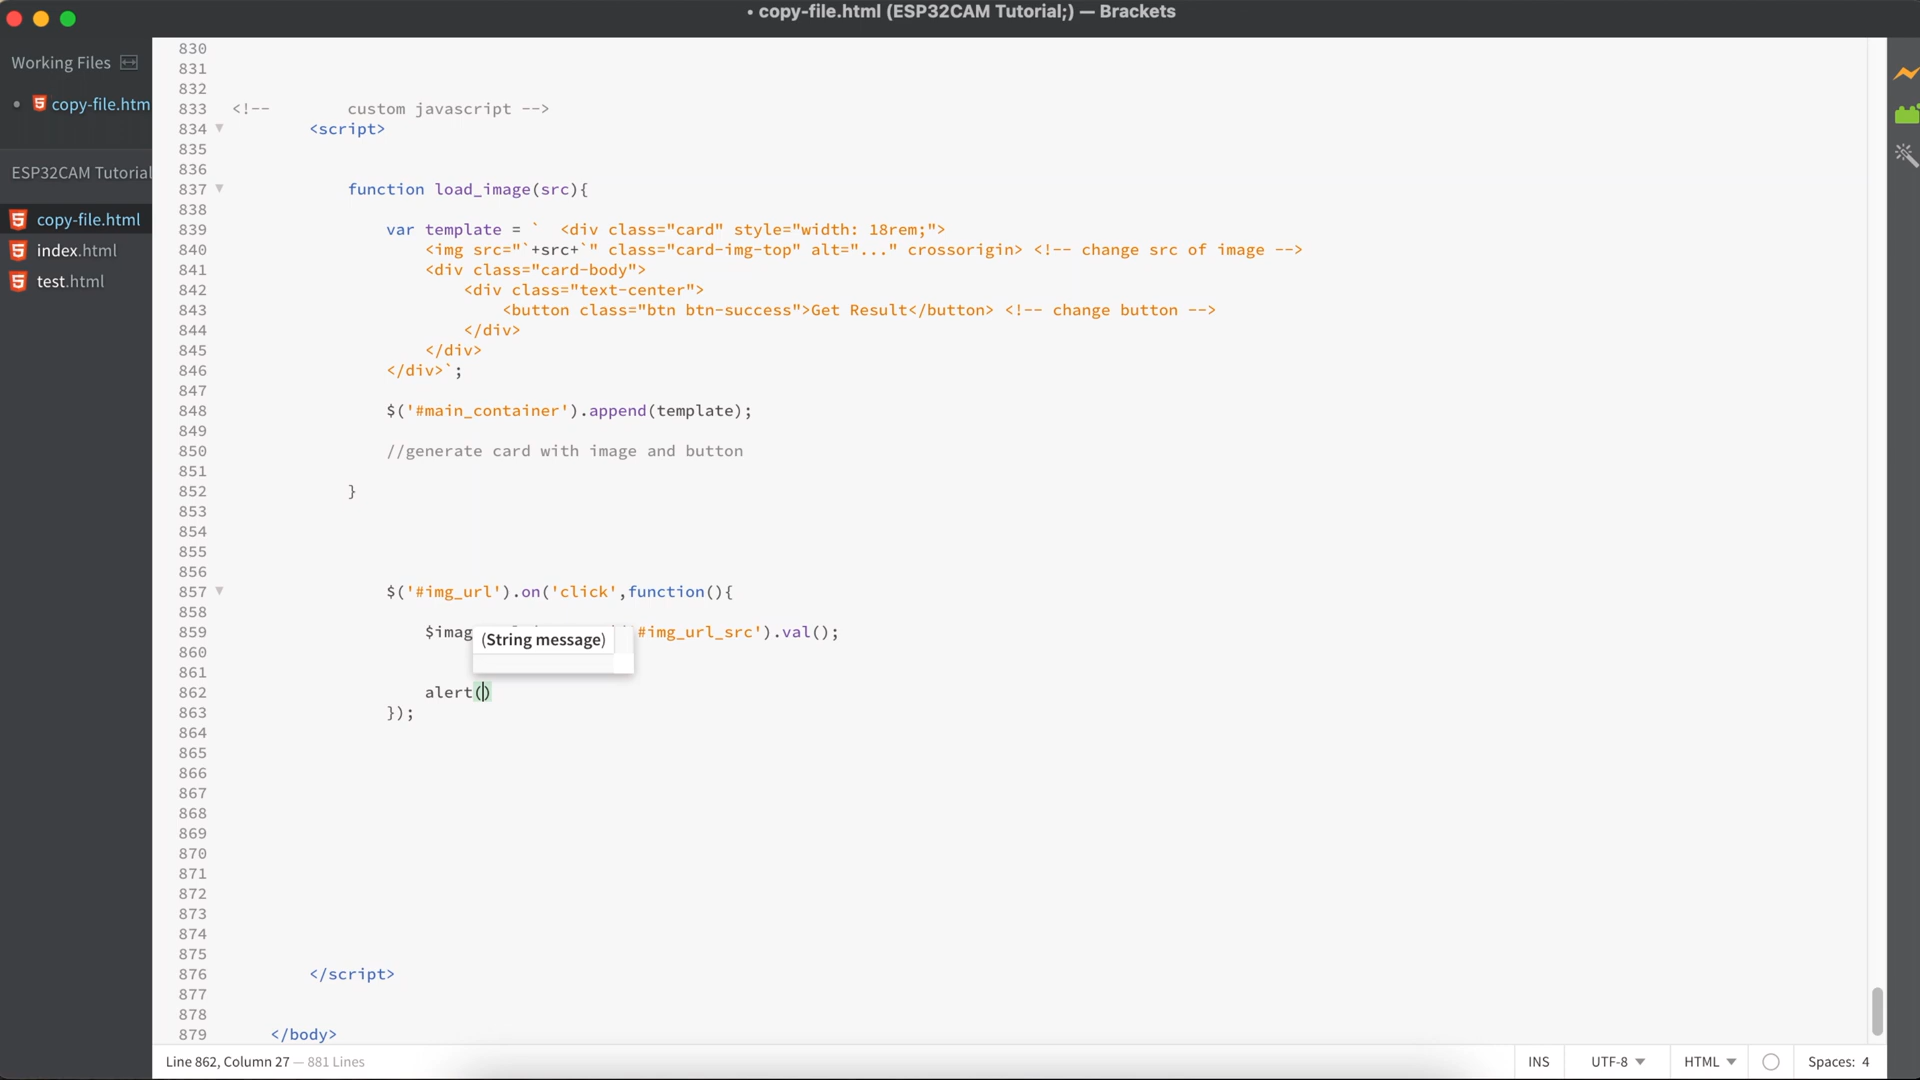 • copy-file.html (ESP32CAM Tutorial;) — Brackets
Working Files
copy-file.htm
ESP32CAM Tutorial
copy-file.html
index.html
test.html
830
831
832
833 <!-- custom javascript -->
834 <script>
835
836
837 function load_image(src){
838
839 var template = ` <div class="card" style="width: 18rem;">
840 <img src="`+src+`" class="card-img-top" alt="..." crossorigin> <!-- change src of image -->
841 <div class="card-body">
842 <div class="text-center">
843 <button class="btn btn-success">Get Result</button> <!-- change button -->
844 </div>
845 </div>
846 </div>`;
847
848 $('#main_container').append(template);
849
850 //generate card with image and button
851
852 }
853
854
855
856
857 $('#img_url').on('click',function(){
858
859 $imag #img_url_src').val();
(String message)
860
861
862 alert()
863 });
864
865
866
867
868
869
870
871
872
873
874
875
876 </script>
877
878
879 </body>
Line 862, Column 27 — 881 Lines
INS UTF-8 HTML Spaces: 4